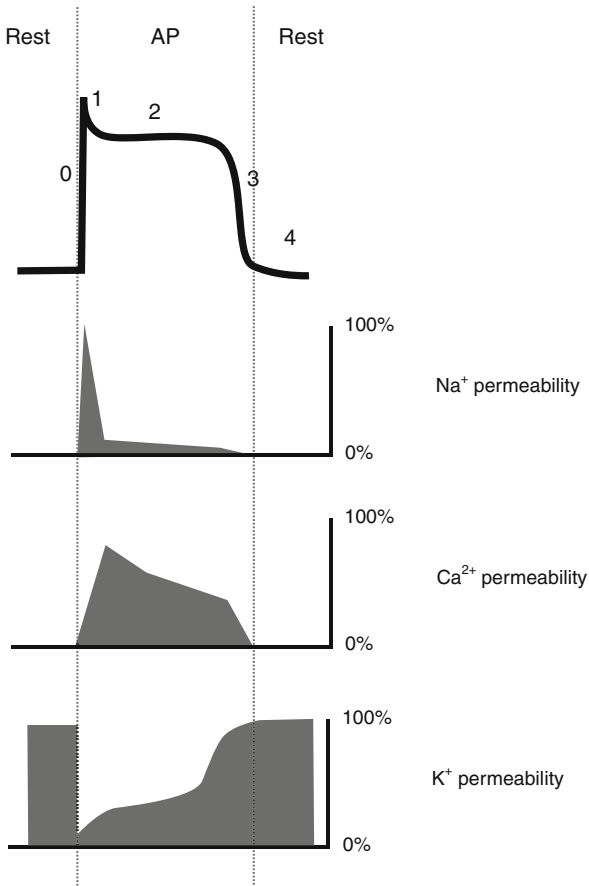 Rest AP Rest
1
2
0
3
4
100%
Na⁺ permeability
0%
100%
Ca²⁺ permeability
0%
100%
K⁺ permeability
0%